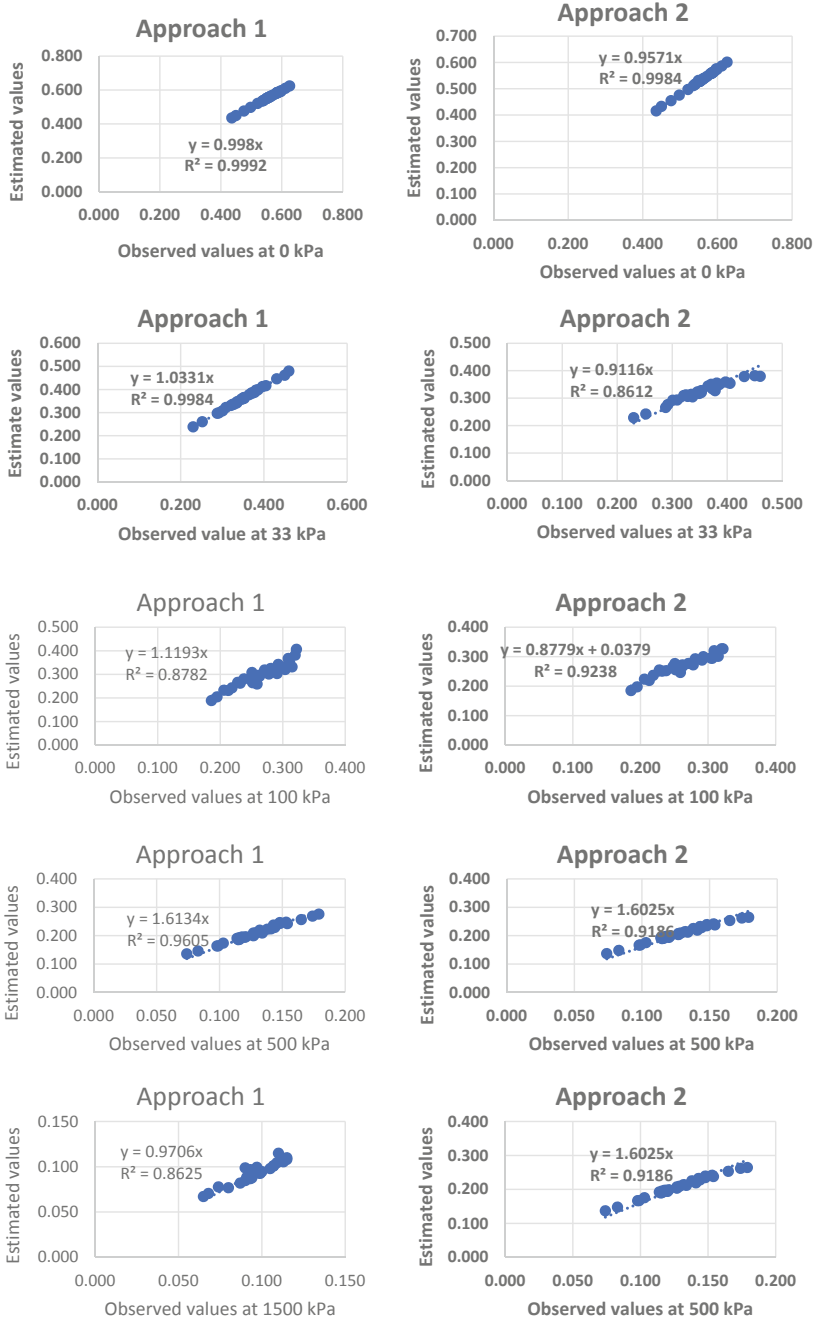 Approach 1
Estimated values
0.800
0.600
0.400
0.200
0.000
y = 0.998x
R² = 0.9992
0.000 0.200 0.400 0.600 0.800
Observed values at 0 kPa
Approach 2
Estimated values
0.700
0.600
0.500
0.400
0.300
0.200
0.100
0.000
y = 0.9571x
R² = 0.9984
0.000 0.200 0.400 0.600 0.800
Observed values at 0 kPa
Approach 1
Estimate values
0.600
0.500
0.400
0.300
0.200
0.100
0.000
y = 1.0331x
R² = 0.9984
0.000 0.200 0.400 0.600
Observed value at 33 kPa
Approach 2
Estimated values
0.500
0.400
0.300
0.200
0.100
0.000
y = 0.9116x
R² = 0.8612
0.000 0.100 0.200 0.300 0.400 0.500
Observed values at 33 kPa
Approach 1
Estimated values
0.500
0.400
0.300
0.200
0.100
0.000
y = 1.1193x
R² = 0.8782
0.000 0.100 0.200 0.300 0.400
Observed values at 100 kPa
Approach 2
Estimated values
0.400
0.300
0.200
0.100
0.000
y = 0.8779x + 0.0379
R² = 0.9238
0.000 0.100 0.200 0.300 0.400
Observed values at 100 kPa
Approach 1
Estimated values
0.400
0.300
0.200
0.100
0.000
y = 1.6134x
R² = 0.9605
0.000 0.050 0.100 0.150 0.200
Observed values at 500 kPa
Approach 2
Estimated values
0.400
0.300
0.200
0.100
0.000
y = 1.6025x
R² = 0.9186
0.000 0.050 0.100 0.150 0.200
Observed values at 500 kPa
Approach 1
Estimated values
0.150
0.100
0.050
0.000
y = 0.9706x
R² = 0.8625
0.000 0.050 0.100 0.150
Observed values at 1500 kPa
Approach 2
Estimated values
0.400
0.300
0.200
0.100
0.000
y = 1.6025x
R² = 0.9186
0.000 0.050 0.100 0.150 0.200
Observed values at 500 kPa